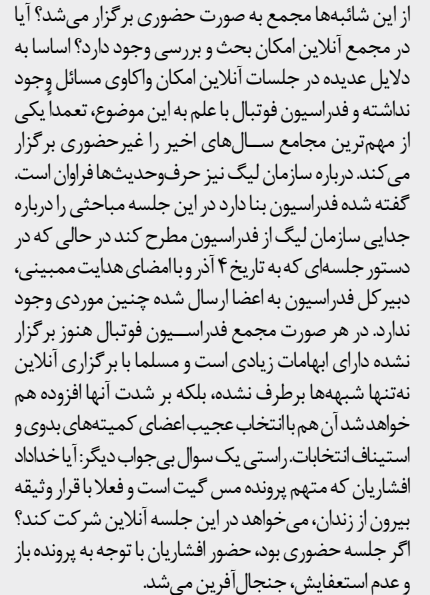 از این شائبه‌ها مجمع به صورت حضوری برگزار می‌شد؟ آیا
در مجمع آنلاین امکان بحث و بررسی وجود دارد؟ اساسا به
دلایل عدیده در جلسات آنلاین امکان واکاوی مسائل وجود
نداشته و فدراسیون فوتبال با علم به این موضوع، تعمداً یکی
از مهم‌ترین مجامع ســال‌های اخیر را غیرحضوری برگزار
می‌کند. درباره سازمان لیگ نیز حرف‌وحدیث‌ها فراوان است.
گفته شده فدراسیون بنا دارد در این جلسه مباحثی را درباره
جدایی سازمان لیگ از فدراسیون مطرح کند در حالی که در
دستور جلسه‌ای که به تاریخ ۴ آذر و با امضای هدایت ممبینی،
دبیرکل فدراسیون به اعضا ارسال شده چنین موردی وجود
ندارد. در هر صورت مجمع فدراســیون فوتبال هنوز برگزار
نشده دارای ابهامات زیادی است و مسلما با برگزاری آنلاین
نه‌تنها شبهه‌ها برطرف نشده، بلکه بر شدت آنها افزوده هم
خواهد شد آن هم با انتخاب عجیب اعضای کمیته‌های بدوی و
استیناف انتخابات. راستی یک سوال بی‌جواب دیگر: آیا خداداد
افشاریان که متهم پرونده مس گیت است و فعلا با قرار وثیقه
بیرون از زندان، می‌خواهد در این جلسه آنلاین شرکت کند؟
اگر جلسه حضوری بود، حضور افشاریان با توجه به پرونده باز
و عدم استعفایش، جنجال‌آفرین می‌شد.